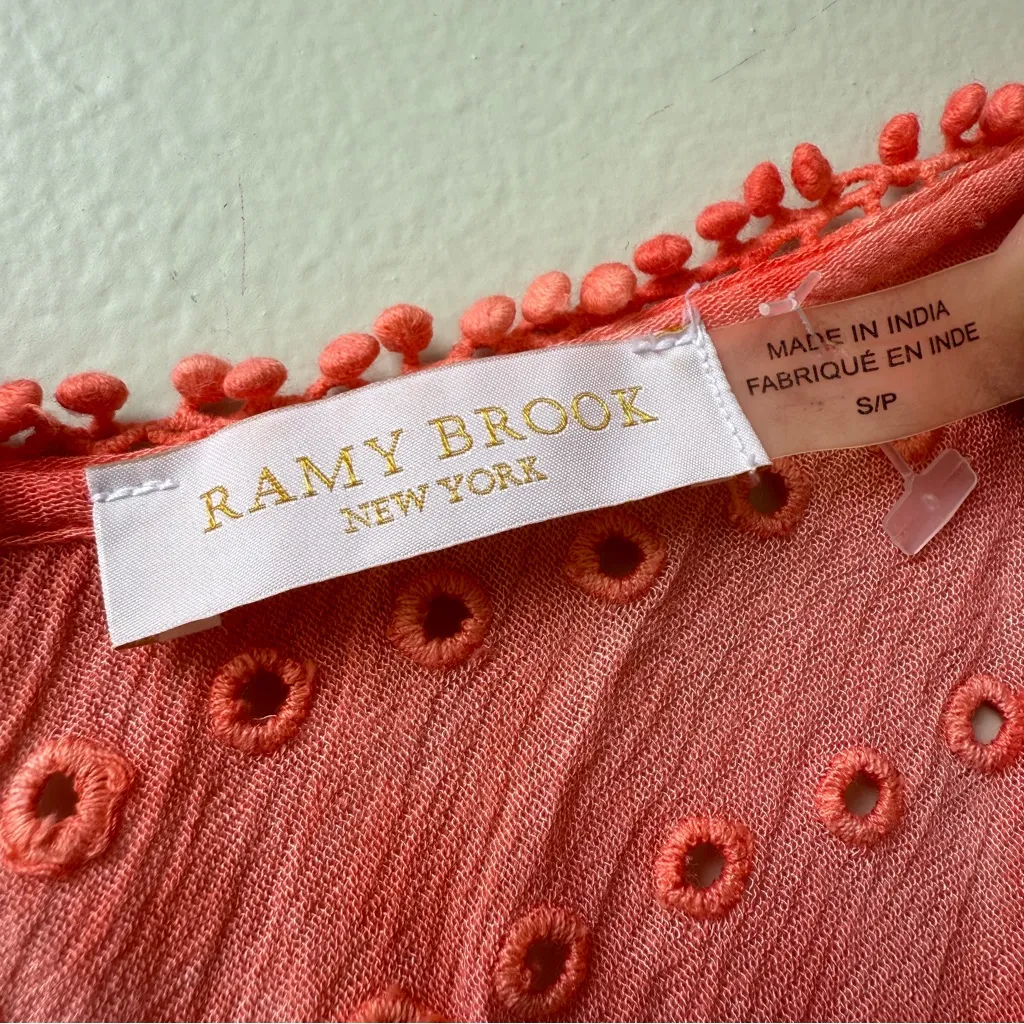 RAMY BROOK
NEW YORK
MADE IN INDIA
FABRIQUÉ EN INDE
S/P